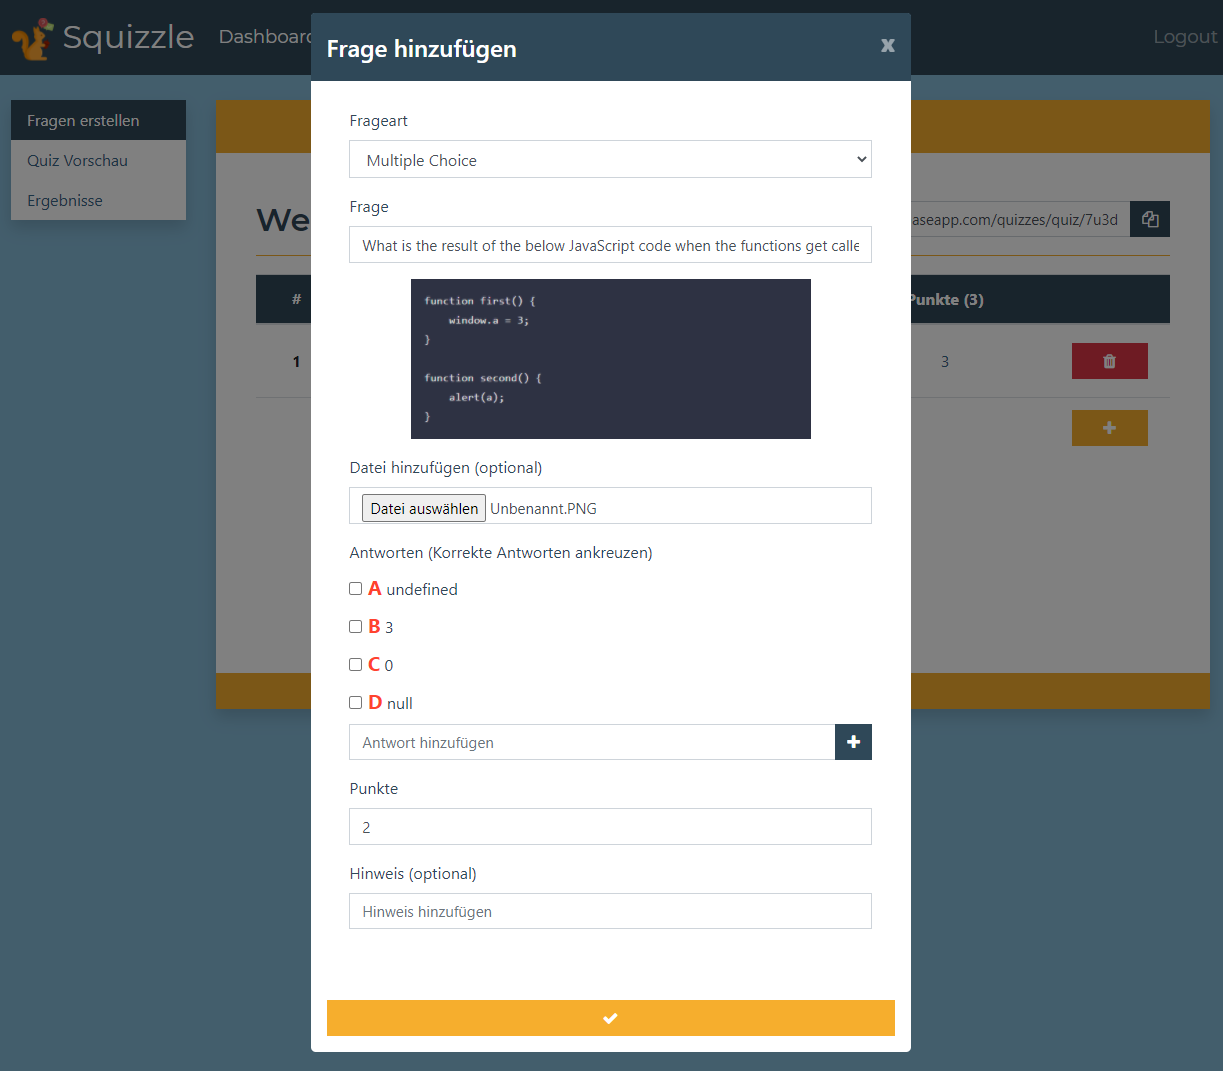 Squizzle
Dashboard
Logout
Fragen erstellen
Quiz Vorschau
Ergebnisse
We
aseapp.com/quizzes/quiz/7u3d
#
Punkte (3)
1
3
Frage hinzufügen
x
Frageart
Multiple Choice
Frage
What is the result of the below JavaScript code when the functions get calle
function first() {
window.a = 3;
}
function second() {
alert(a);
}
Datei hinzufügen (optional)
Datei auswählen Unbenannt.PNG
Antworten (Korrekte Antworten ankreuzen)
A undefined
B 3
C 0
D null
Antwort hinzufügen
Punkte
2
Hinweis (optional)
Hinweis hinzufügen